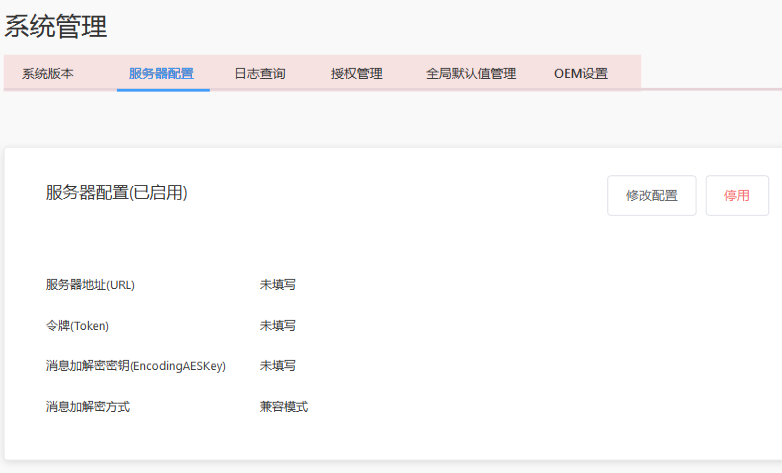 系统管理
系统版本 服务器配置 日志查询 授权管理 全局默认值管理 OEM设置
服务器配置(已启用) 修改配置 停用
服务器地址(URL) 未填写
令牌(Token) 未填写
消息加解密密钥(EncodingAESKey) 未填写
消息加解密方式 兼容模式